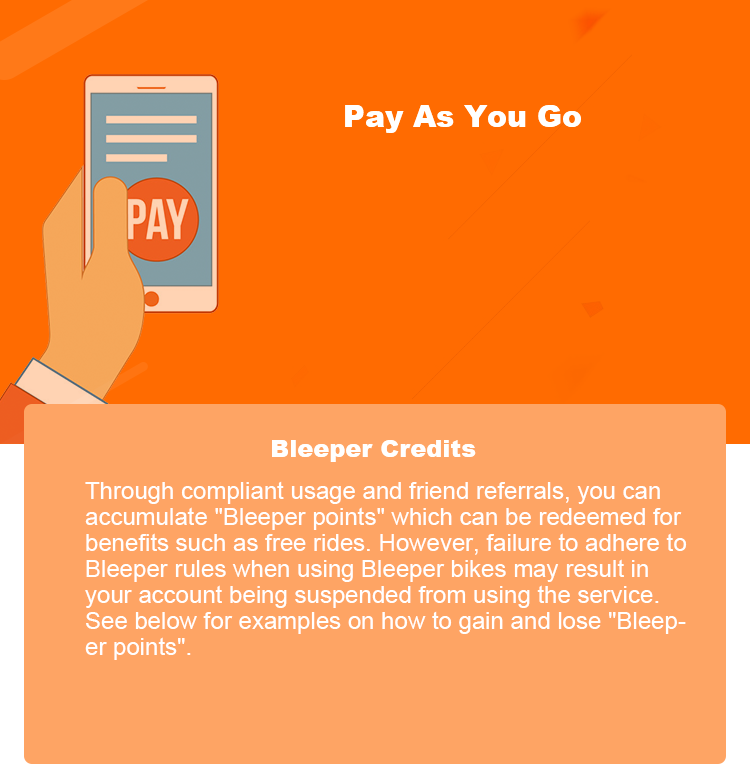 Pay As You Go
PAY
Bleeper Credits
Through compliant usage and friend referrals, you can
accumulate "Bleeper points" which can be redeemed for
benefits such as free rides. However, failure to adhere to
Bleeper rules when using Bleeper bikes may result in
your account being suspended from using the service.
See below for examples on how to gain and lose "Bleep-
er points".